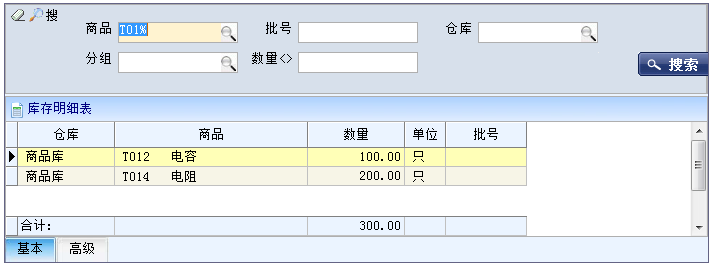 搜
商品 T01% 批号 仓库
分组 数量<>
搜索
库存明细表
仓库 商品 数量 单位 批号
商品库 T012 电容 100.00 只
商品库 T014 电阻 200.00 只
合计: 300.00
基本 高级